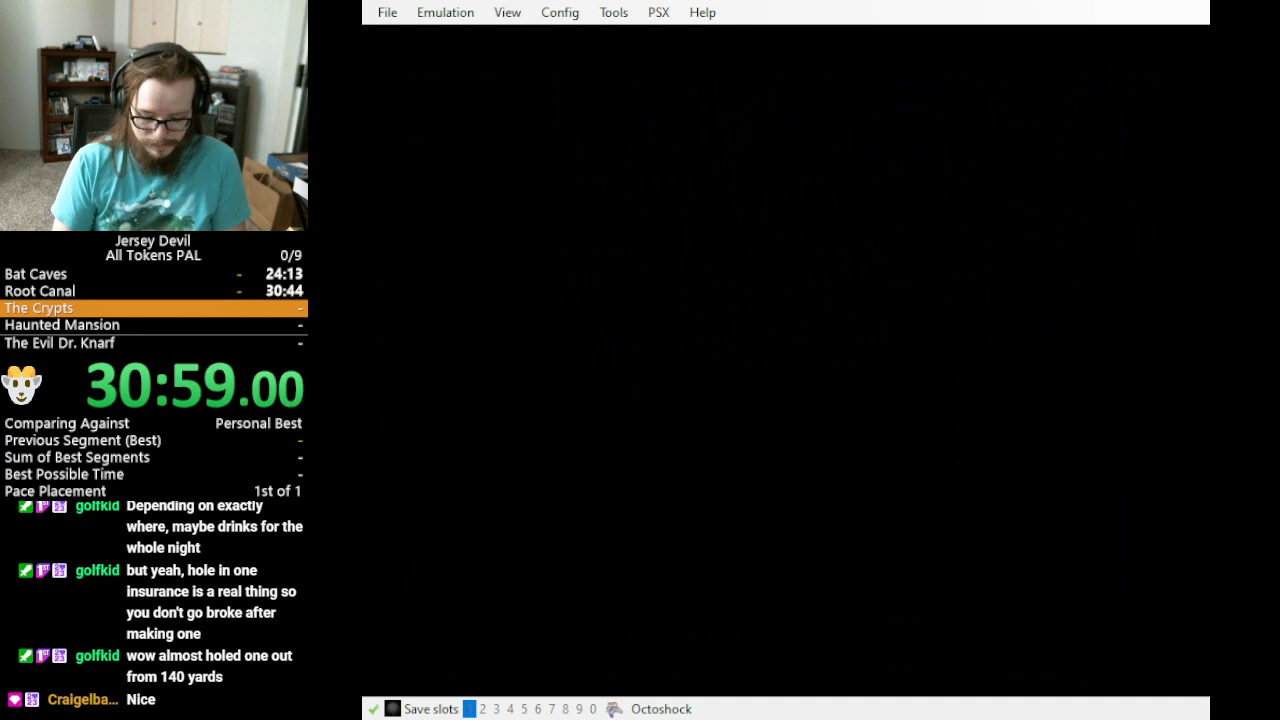 File Emulation View Config Tools PSX Help
Jersey Devil
All Tokens PAL 0/9
Bat Caves - 24:13
Root Canal - 30:44
The Crypts -
Haunted Mansion -
The Evil Dr. Knarf -
30:59.00
Comparing Against Personal Best
Previous Segment (Best) -
Sum of Best Segments -
Best Possible Time -
Pace Placement 1st of 1
golfkid Depending on exactly
where, maybe drinks for the
whole night
golfkid but yeah, hole in one
insurance is a real thing so
you don't go broke after
making one
golfkid wow almost holed one out
from 140 yards
Craigelba... Nice
Save slots 1 2 3 4 5 6 7 8 9 0 Octoshock